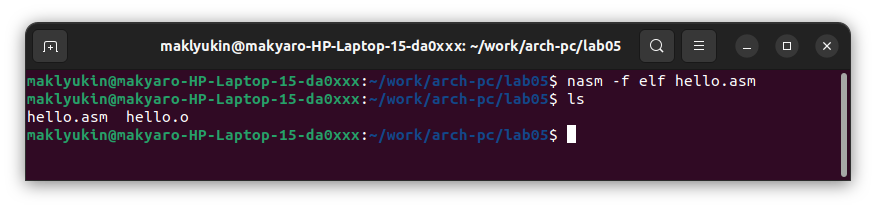 maklyukin@makyaro-HP-Laptop-15-da0xxx: ~/work/arch-pc/lab05
maklyukin@makyaro-HP-Laptop-15-da0xxx:~/work/arch-pc/lab05$ nasm -f elf hello.asm
maklyukin@makyaro-HP-Laptop-15-da0xxx:~/work/arch-pc/lab05$ ls
hello.asm  hello.o
maklyukin@makyaro-HP-Laptop-15-da0xxx:~/work/arch-pc/lab05$